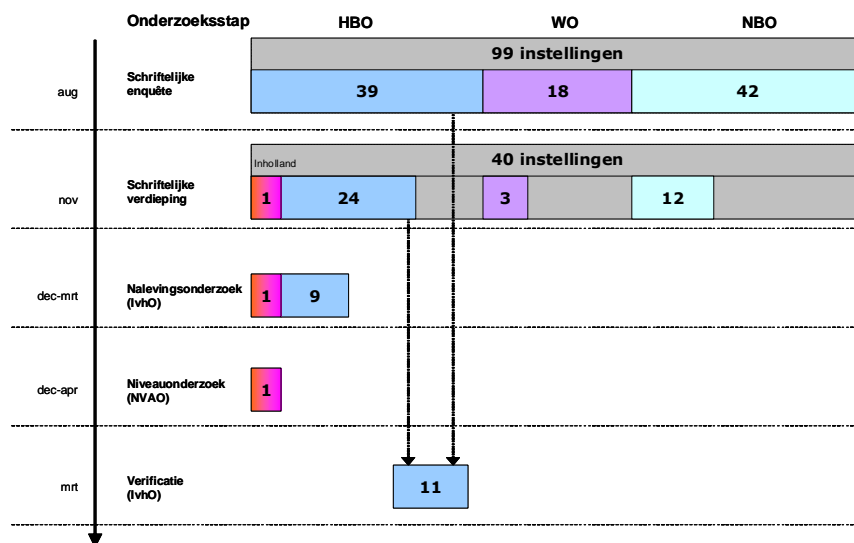 Onderzoeksstap HBO WO NBO
99 instellingen
aug
Schriftelijke
enquête
39 18 42
40 instellingen
Inholland
nov
Schriftelijke
verdieping
1 24 3 12
dec-mrt
Nalevingsonderzoek
(IvhO)
1 9
dec-apr
Niveauonderzoek
(NVAO)
1
mrt
Verificatie
(IvhO)
11